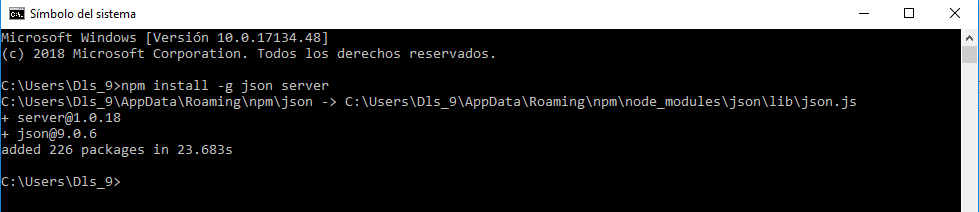 Símbolo del sistema
Microsoft Windows [Versión 10.0.17134.48]
(c) 2018 Microsoft Corporation. Todos los derechos reservados.
C:\Users\Dls_9>npm install -g json server
C:\Users\Dls_9\AppData\Roaming\npm\json -> C:\Users\Dls_9\AppData\Roaming\npm\node_modules\json\lib\json.js
+ server@1.0.18
+ json@9.0.6
added 226 packages in 23.683s
C:\Users\Dls_9>